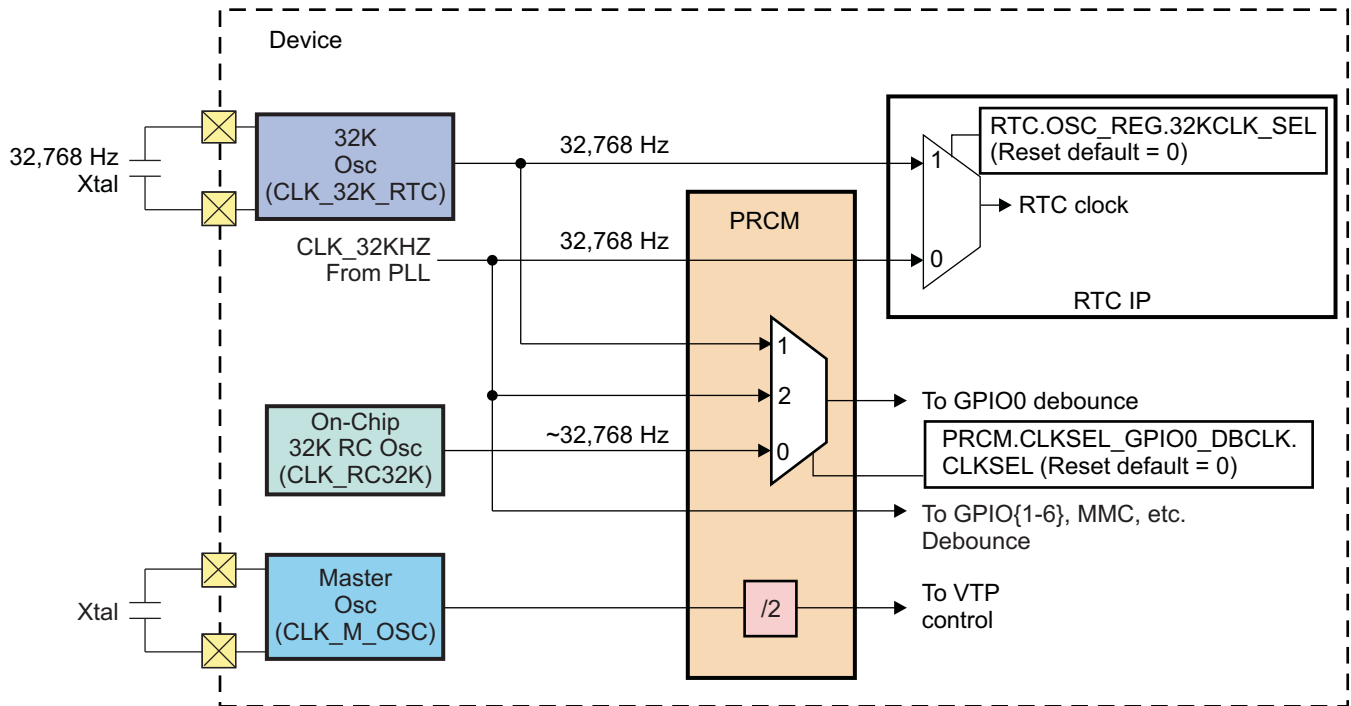 Device
32,768 Hz
Xtal
32K
Osc
(CLK_32K_RTC)
32,768 Hz
RTC.OSC_REG.32KCLK_SEL
(Reset default = 0)
1
RTC clock
0
RTC IP
PRCM
CLK_32KHZ
From PLL
32,768 Hz
1
2
0
To GPIO0 debounce
On-Chip
32K RC Osc
(CLK_RC32K)
~32,768 Hz
PRCM.CLKSEL_GPIO0_DBCLK.
CLKSEL (Reset default = 0)
To GPIO{1-6}, MMC, etc.
Debounce
Xtal
Master
Osc
(CLK_M_OSC)
/2
To VTP
control